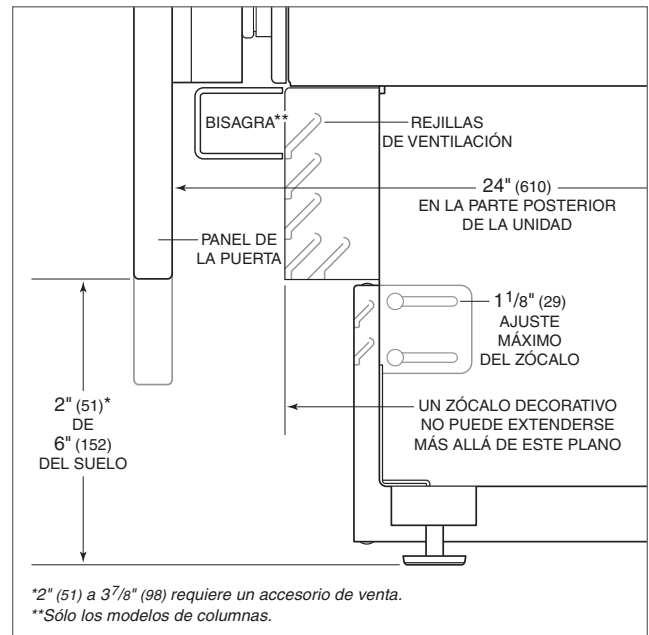 BISAGRA**
REJILLAS
DE VENTILACIÓN
24" (610)
EN LA PARTE POSTERIOR
DE LA UNIDAD
PANEL DE
LA PUERTA
1 1/8" (29)
AJUSTE
MÁXIMO
DEL ZÓCALO
2" (51)*
DE
6" (152)
DEL SUELO
UN ZÓCALO DECORATIVO
NO PUEDE EXTENDERSE
MÁS ALLÁ DE ESTE PLANO
*2" (51) a 3 7/8" (98) requiere un accesorio de venta.
**Sólo los modelos de columnas.